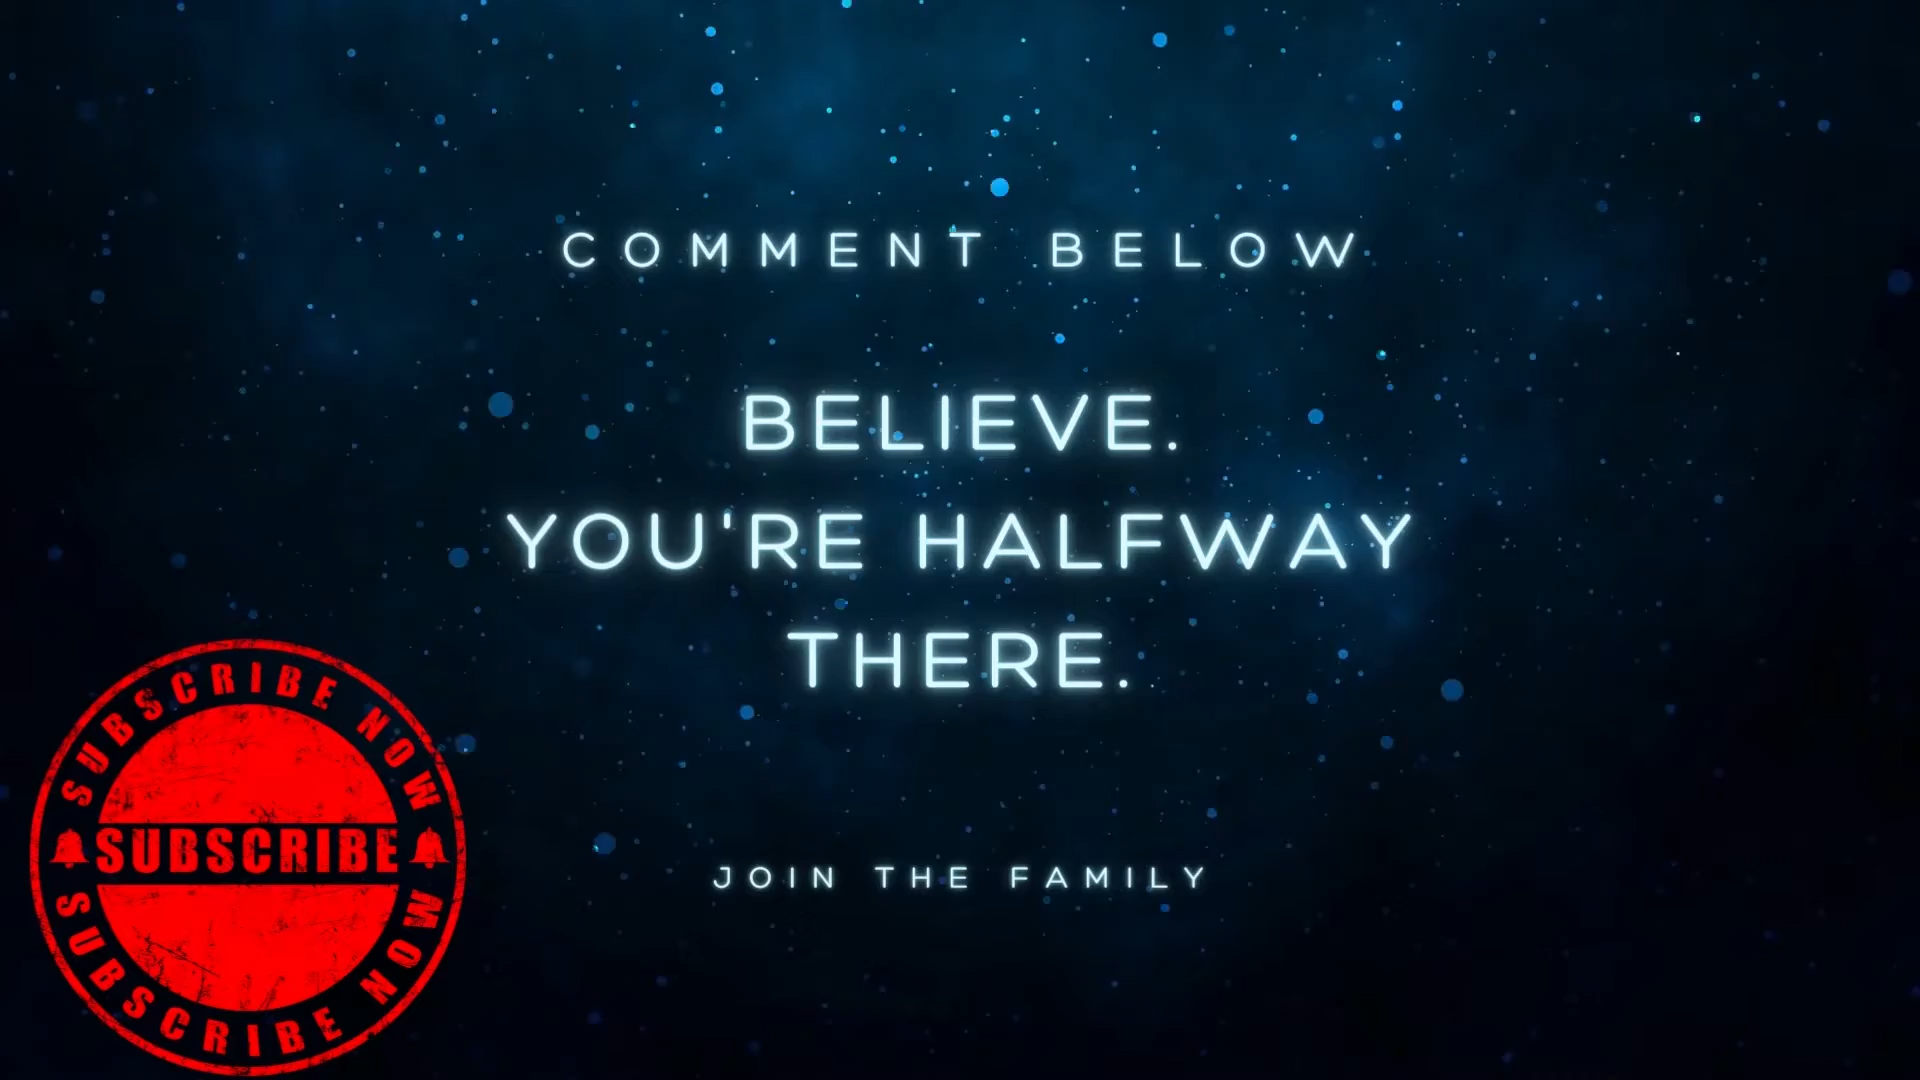 COMMENT BELOW
BELIEVE.
YOU'RE HALFWAY
THERE.
JOIN THE FAMILY
SUBSCRIBE NOW
SUBSCRIBE
SUBSCRIBE NOW